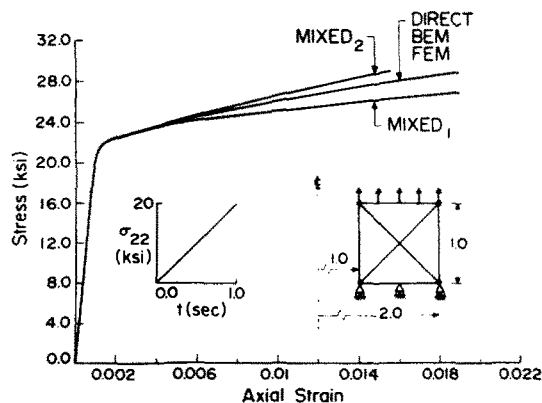 32.0
28.0
24.0
20.0
16.0
12.0
8.0
4.0
0.0
Stress (ksi)
MIXED2
DIRECT
BEM
FEM
MIXED1
20
σ22
(ksi)
0.0 1.0
t (sec)
℄
1.0
1.0
2.0
0.002 0.006 0.01 0.014 0.018 0.022
Axial Strain